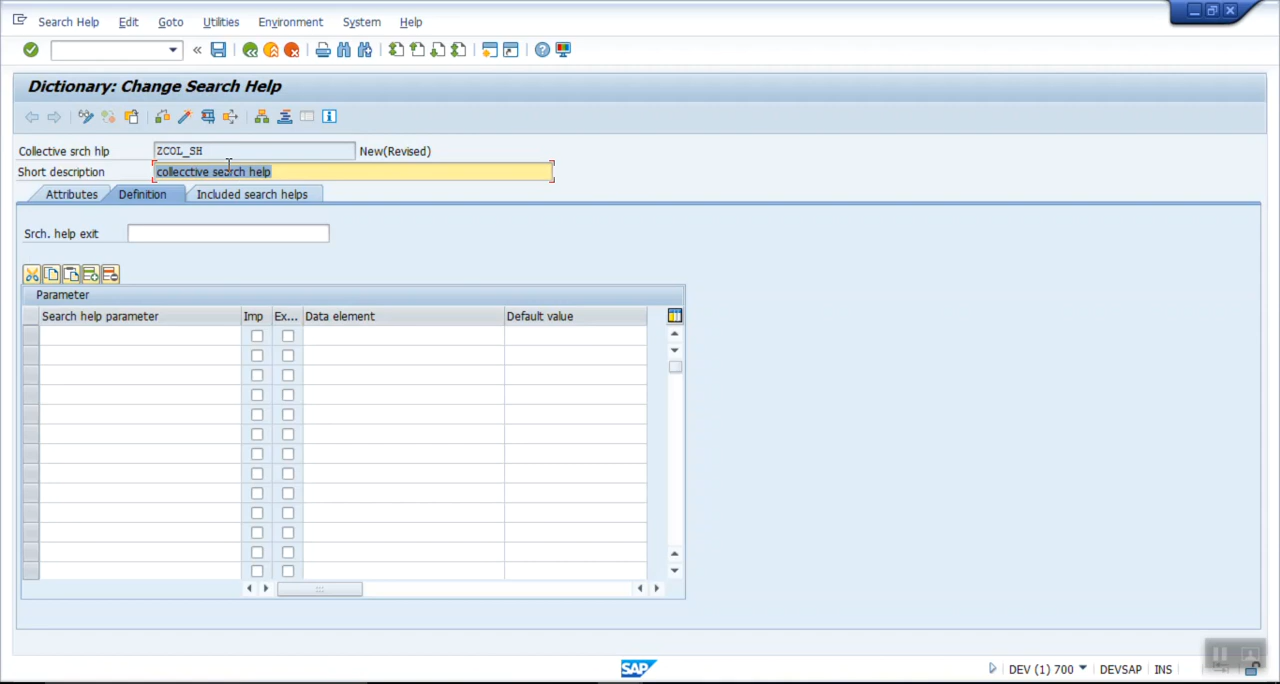 Search Help Edit Goto Utilities Environment System Help
Dictionary: Change Search Help
Collective srch hlp ZCOL_SH New(Revised)
Short description collecctive search help
Attributes Definition Included search helps
Srch. help exit
Parameter
Search help parameter Imp Ex... Data element Default value
SAP DEV (1) 700 DEVSAP INS